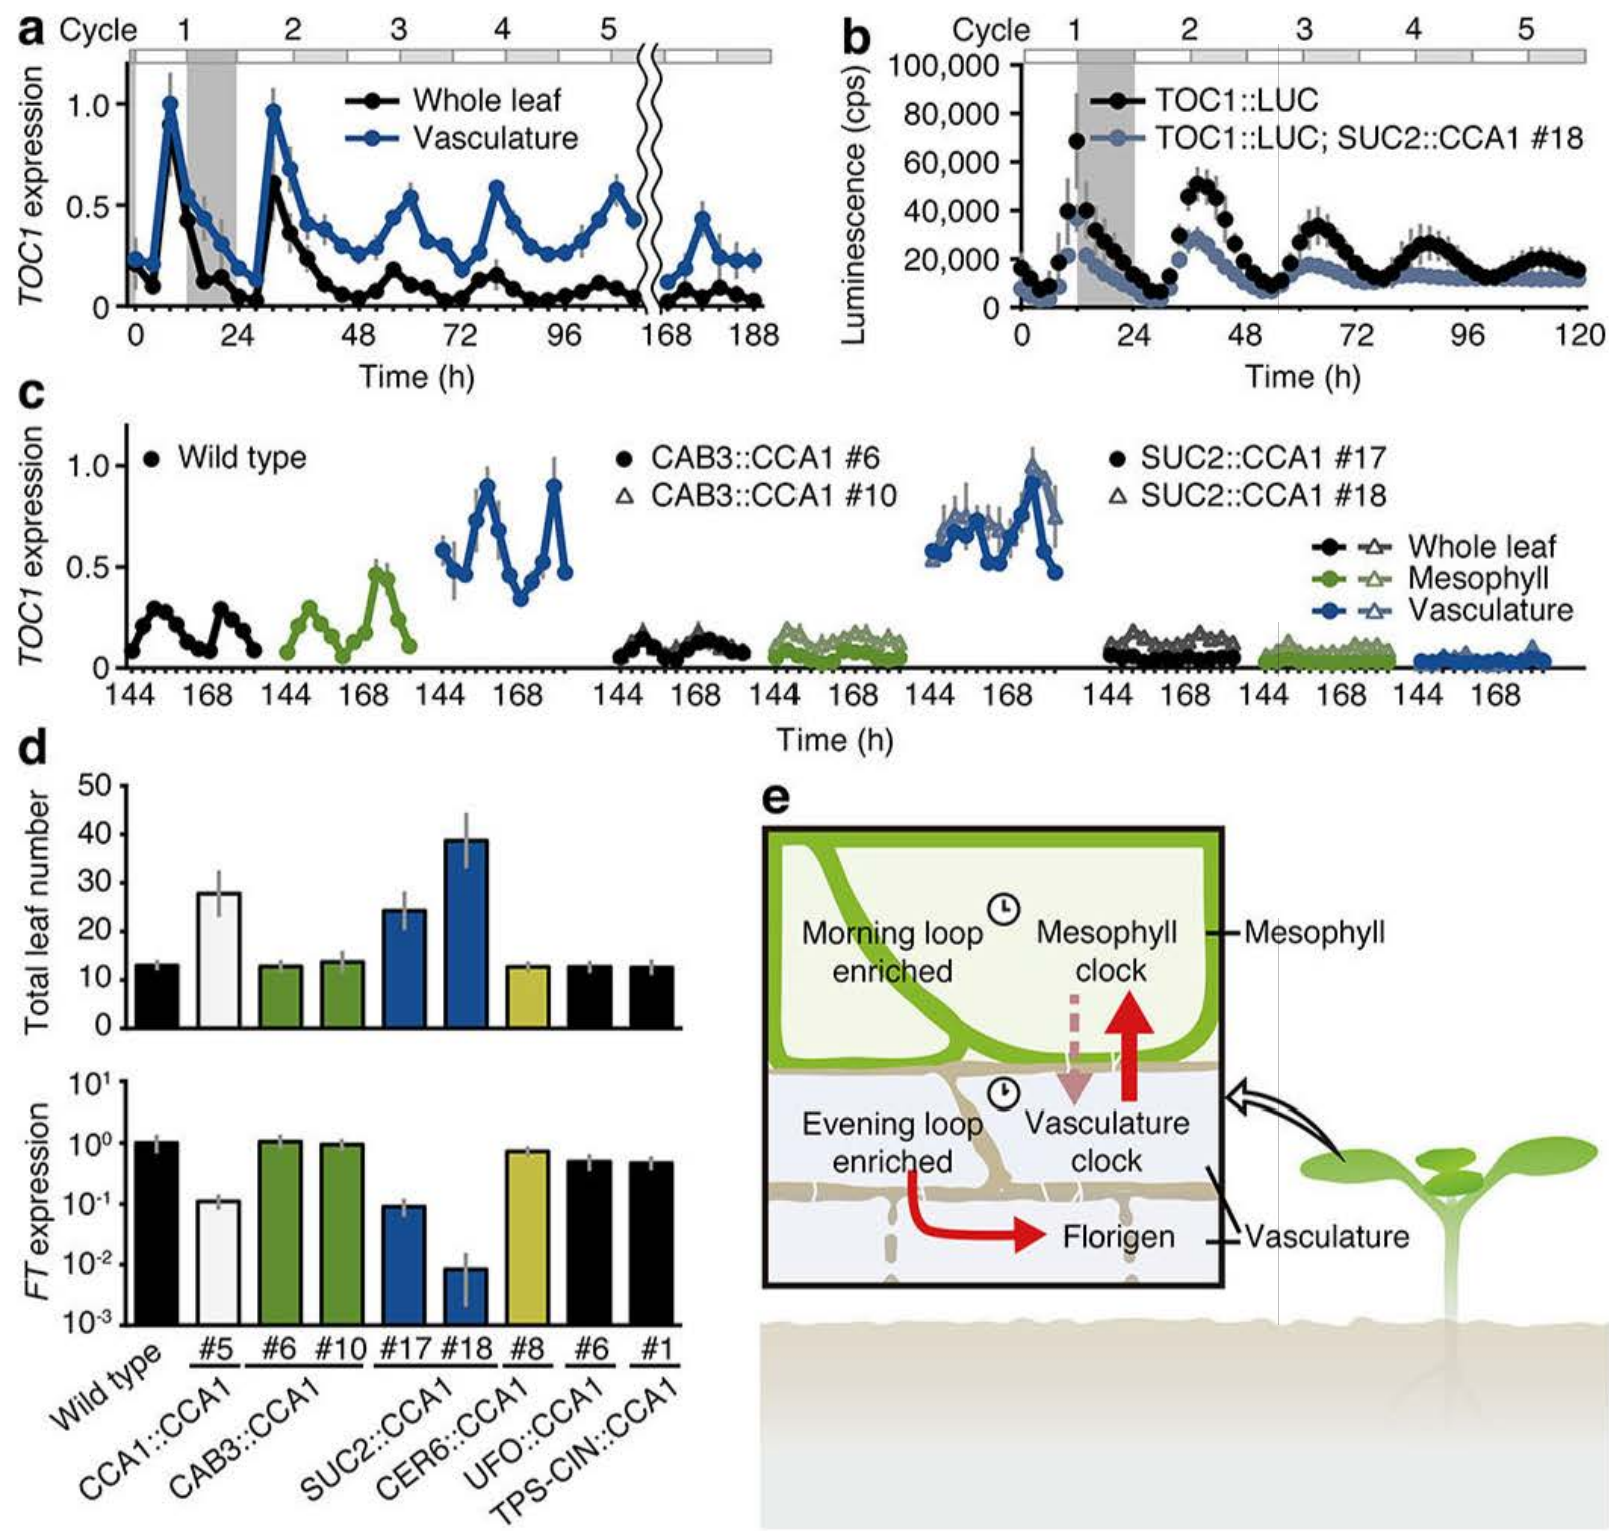 a Cycle 1 2 3 4 5
TOC1 expression
1.0
0.5
0
Whole leaf
Vasculature
0 24 48 72 96 168 188
Time (h)
b Cycle 1 2 3 4 5
Luminescence (cps)
100,000
80,000
60,000
40,000
20,000
0
TOC1::LUC
TOC1::LUC; SUC2::CCA1 #18
0 24 48 72 96 120
Time (h)
c
TOC1 expression
1.0
0.5
0
Wild type
CAB3::CCA1 #6
CAB3::CCA1 #10
SUC2::CCA1 #17
SUC2::CCA1 #18
Whole leaf
Mesophyll
Vasculature
144 168 144 168 144 168 144 168 144 168 144 168 144 168 144 168 144 168
Time (h)
d
Total leaf number
50
40
30
20
10
0
FT expression
10¹
10⁰
10⁻¹
10⁻²
10⁻³
#5 #6 #10 #17 #18 #8 #6 #1
Wild type
CCA1::CCA1
CAB3::CCA1
SUC2::CCA1
CER6::CCA1
UFO::CCA1
TPS-CIN::CCA1
e
Morning loop
enriched
Mesophyll
clock
Mesophyll
Evening loop
enriched
Vasculature
clock
Florigen
Vasculature